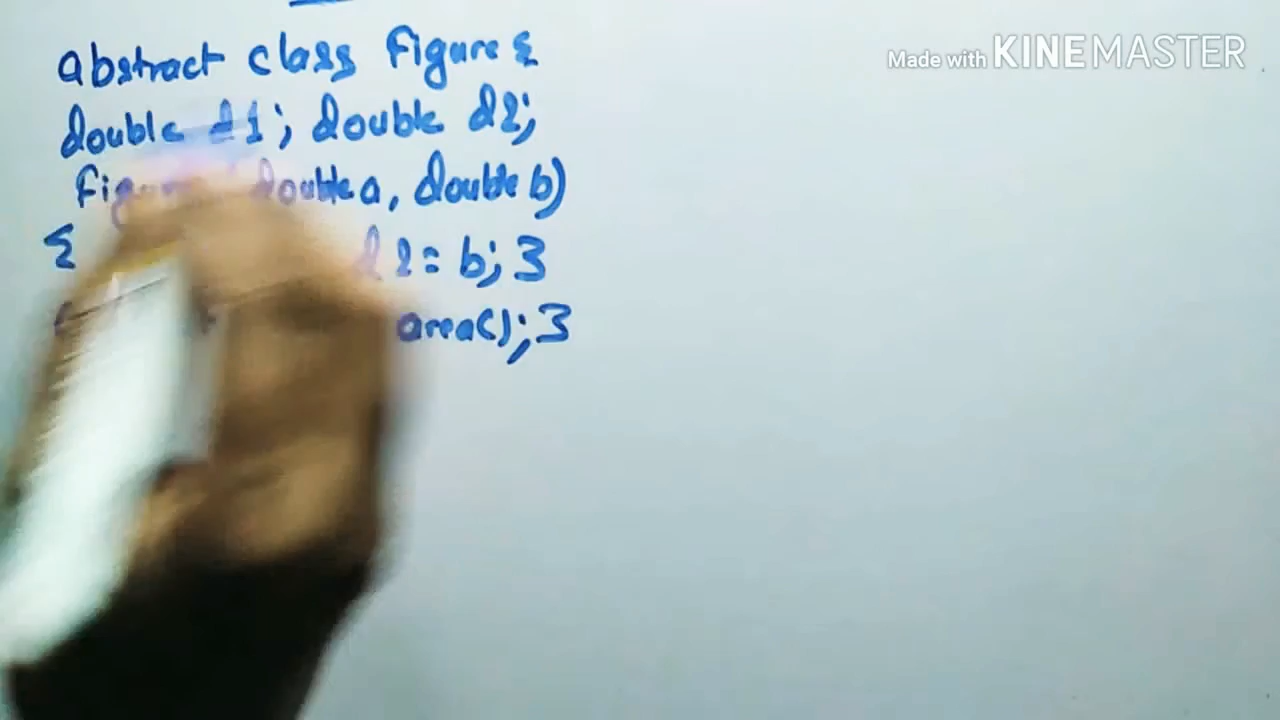 abstract class Figure {
double d1; double d2;
double a, double b)
{ d2 = b; }
area(); }
Made with KINEMASTER